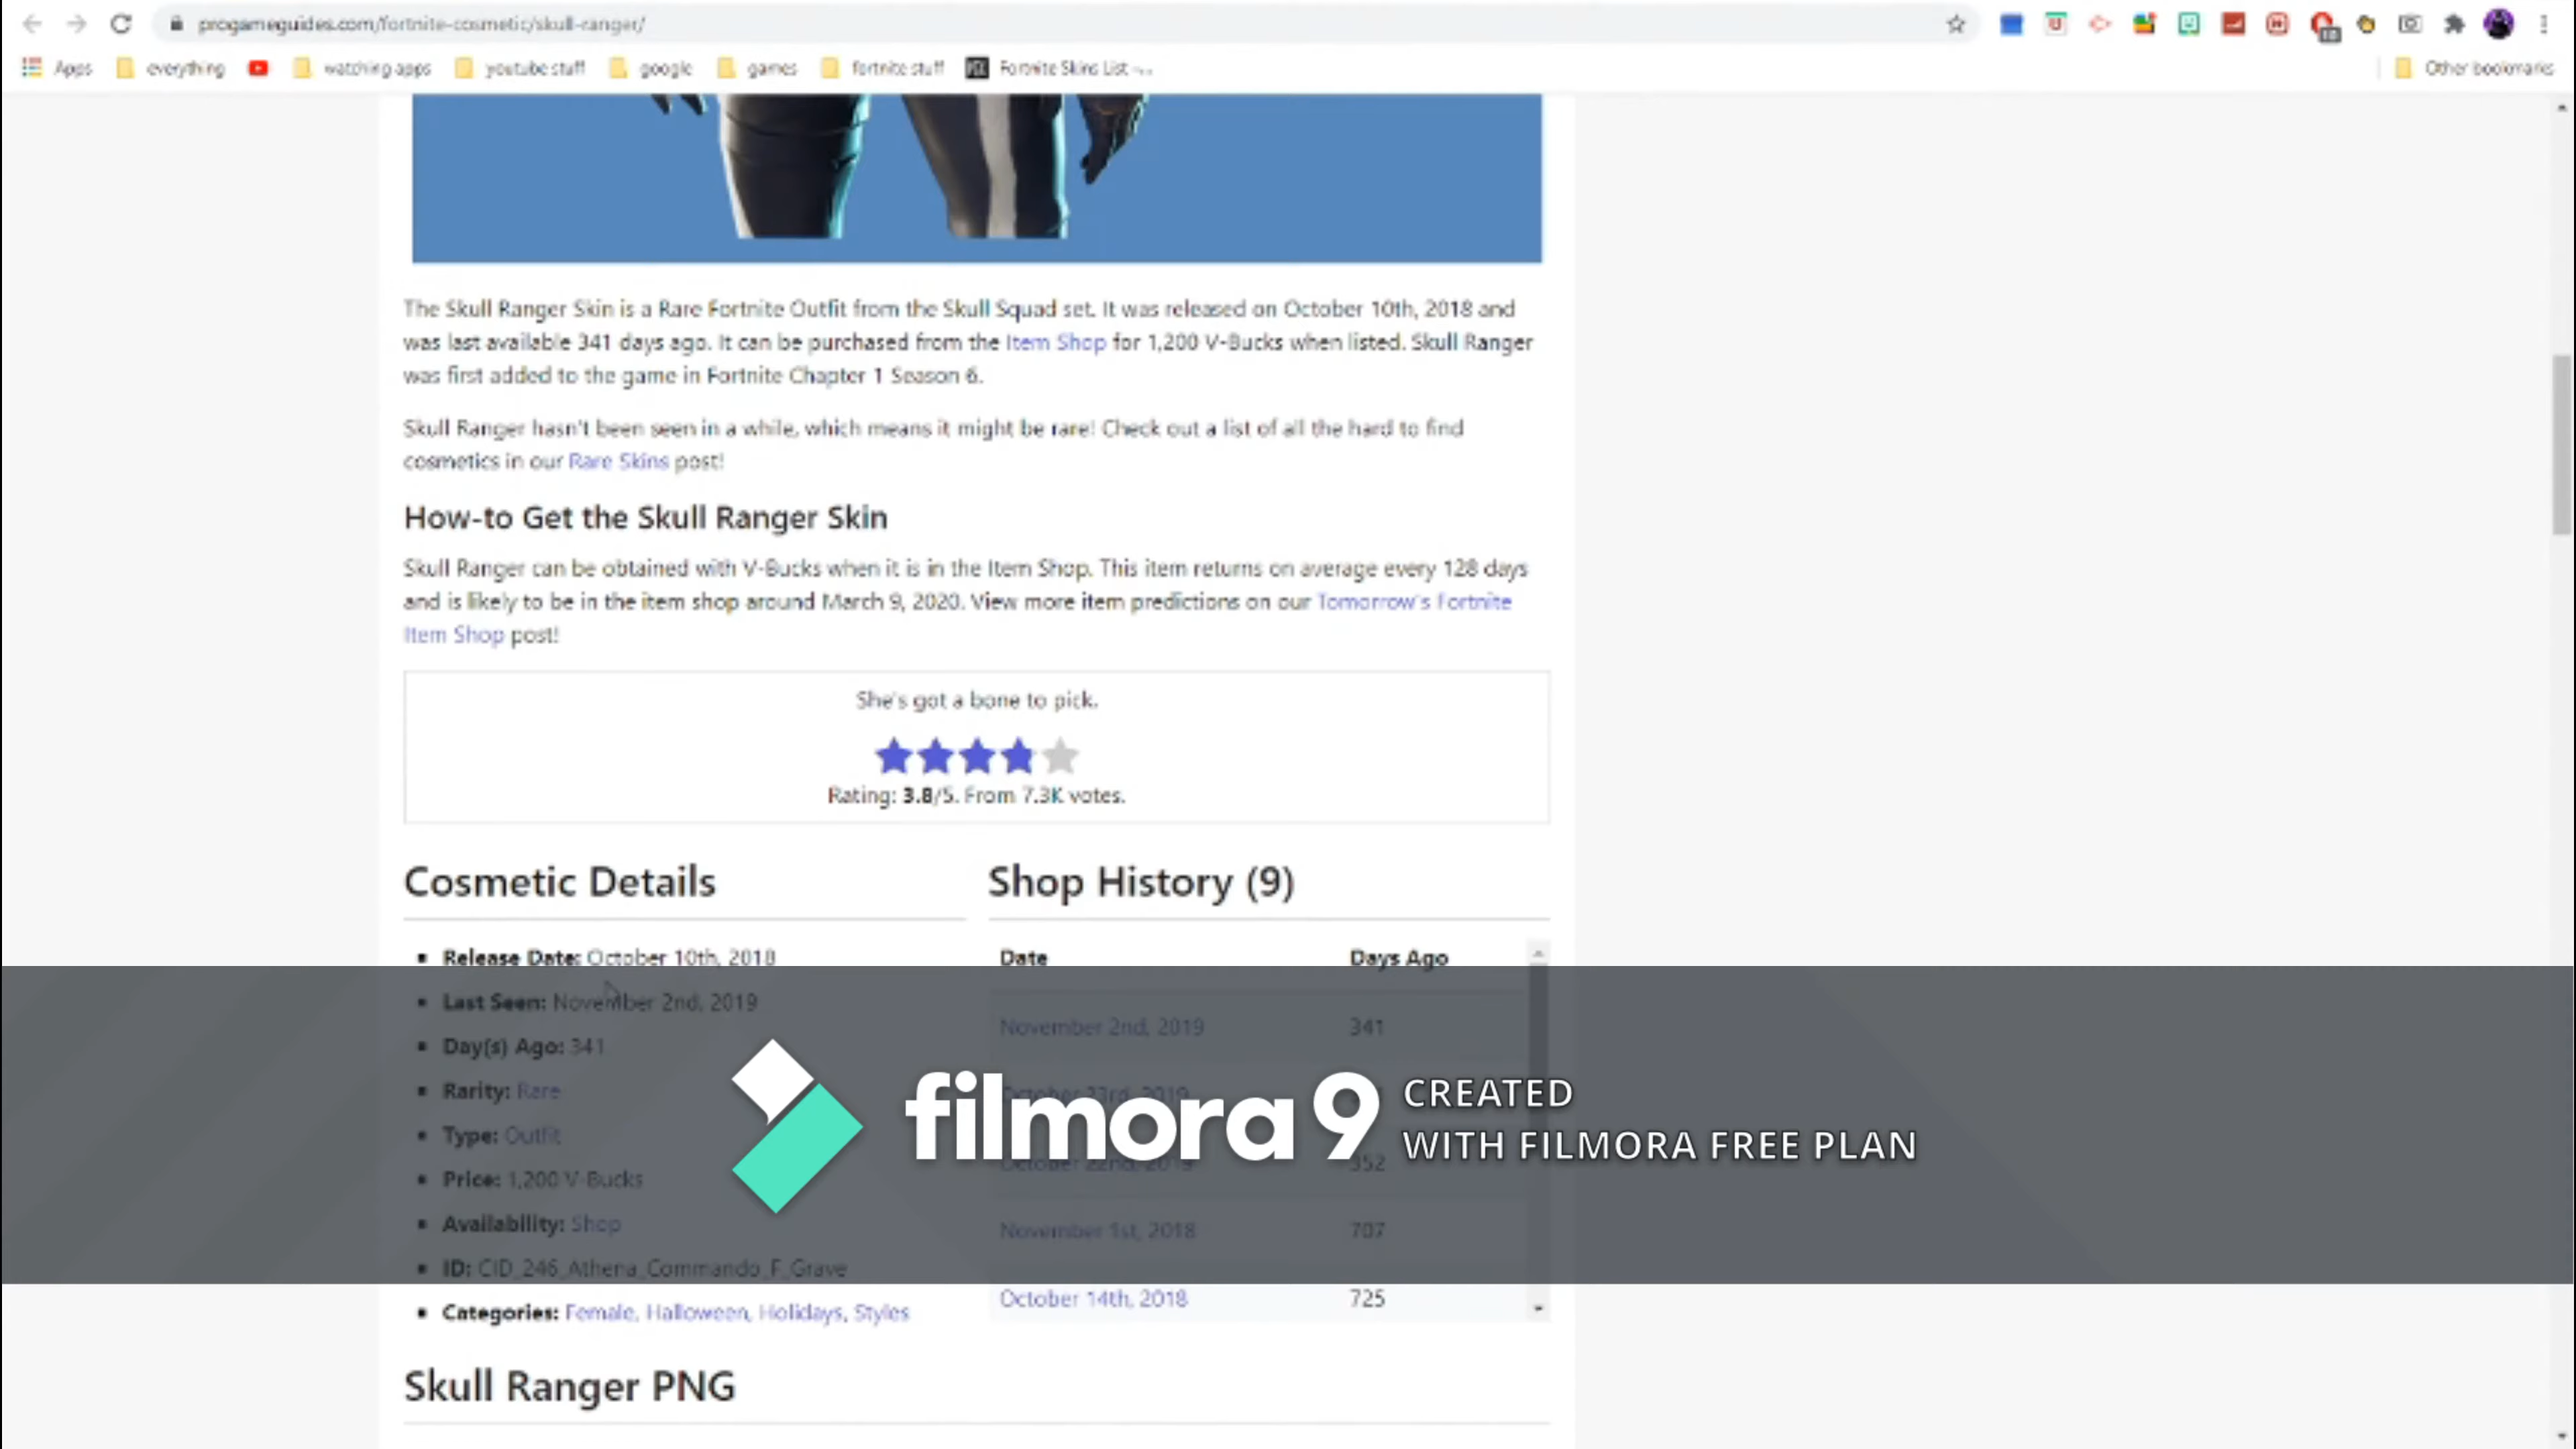 progameguides.com/fortnite-cosmetic/skull-ranger/
Apps everything watching apps youtube stuff google games fortnite stuff Fortnite Skins List -... Other bookmarks
The Skull Ranger Skin is a Rare Fortnite Outfit from the Skull Squad set. It was released on October 10th, 2018 and
was last available 341 days ago. It can be purchased from the Item Shop for 1,200 V-Bucks when listed. Skull Ranger
was first added to the game in Fortnite Chapter 1 Season 6.
Skull Ranger hasn't been seen in a while, which means it might be rare! Check out a list of all the hard to find
cosmetics in our Rare Skins post!
How-to Get the Skull Ranger Skin
Skull Ranger can be obtained with V-Bucks when it is in the Item Shop. This item returns on average every 128 days
and is likely to be in the item shop around March 9, 2020. View more item predictions on our Tomorrow's Fortnite
Item Shop post!
She's got a bone to pick.
Rating: 3.8/5. From 7.3K votes.
Cosmetic Details
Release Date: October 10th, 2018
Last Seen: November 2nd, 2019
Day(s) Ago: 341
Rarity: Rare
Type: Outfit
Price: 1,200 V-Bucks
Availability: Shop
ID: CID_246_Athena_Commando_F_Grave
Categories: Female, Halloween, Holidays, Styles
Shop History (9)
Date Days Ago
November 2nd, 2019 341
October 23rd, 2019
October 22nd, 2019 352
November 1st, 2018 707
October 14th, 2018 725
filmora 9 CREATED
WITH FILMORA FREE PLAN
Skull Ranger PNG